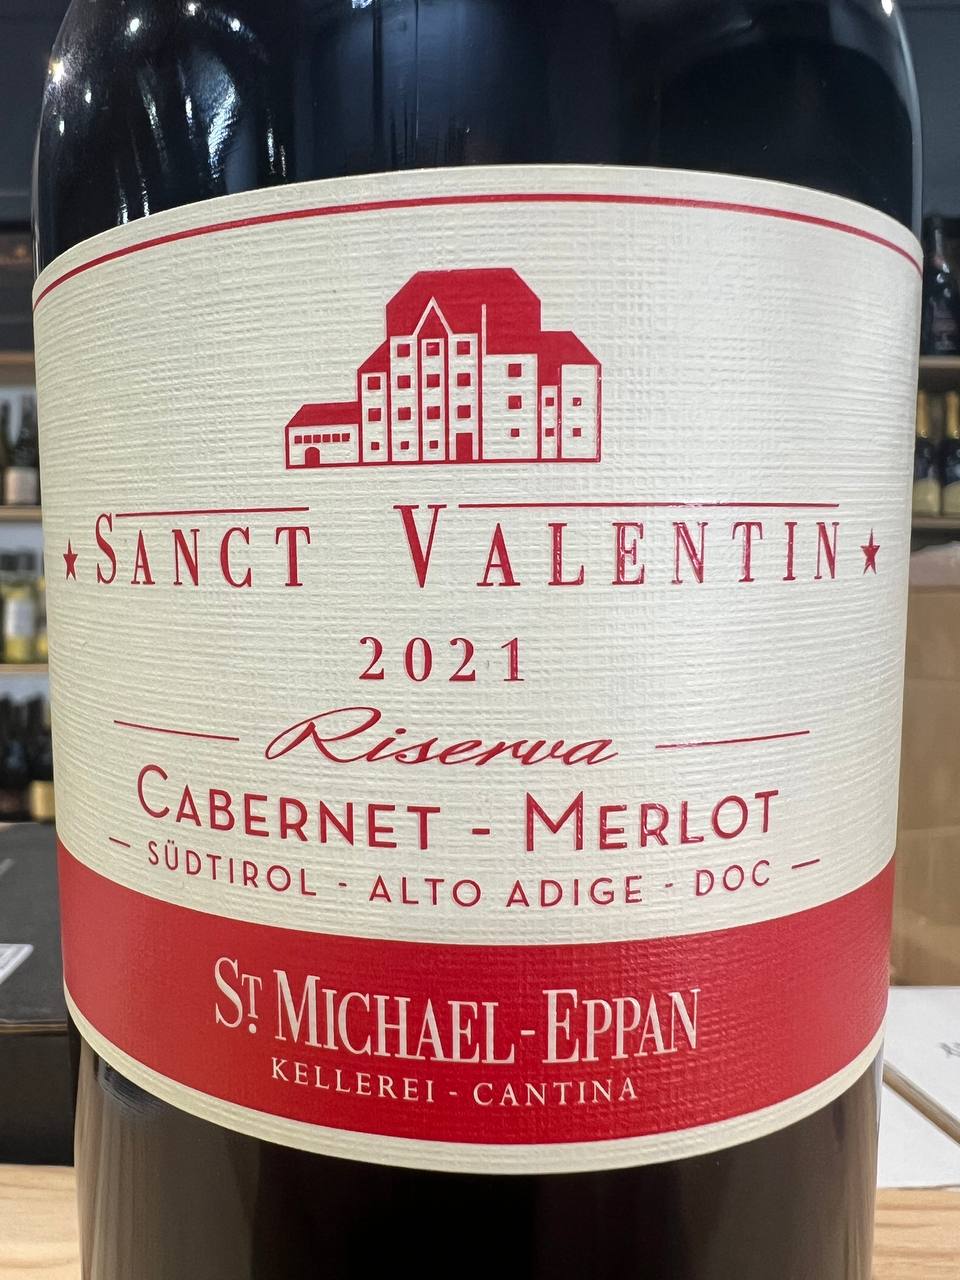 SANCT VALENTIN
2021
Riserva
CABERNET - MERLOT
SÜDTIROL - ALTO ADIGE - DOC
ST. MICHAEL - EPPAN
KELLEREI - CANTINA